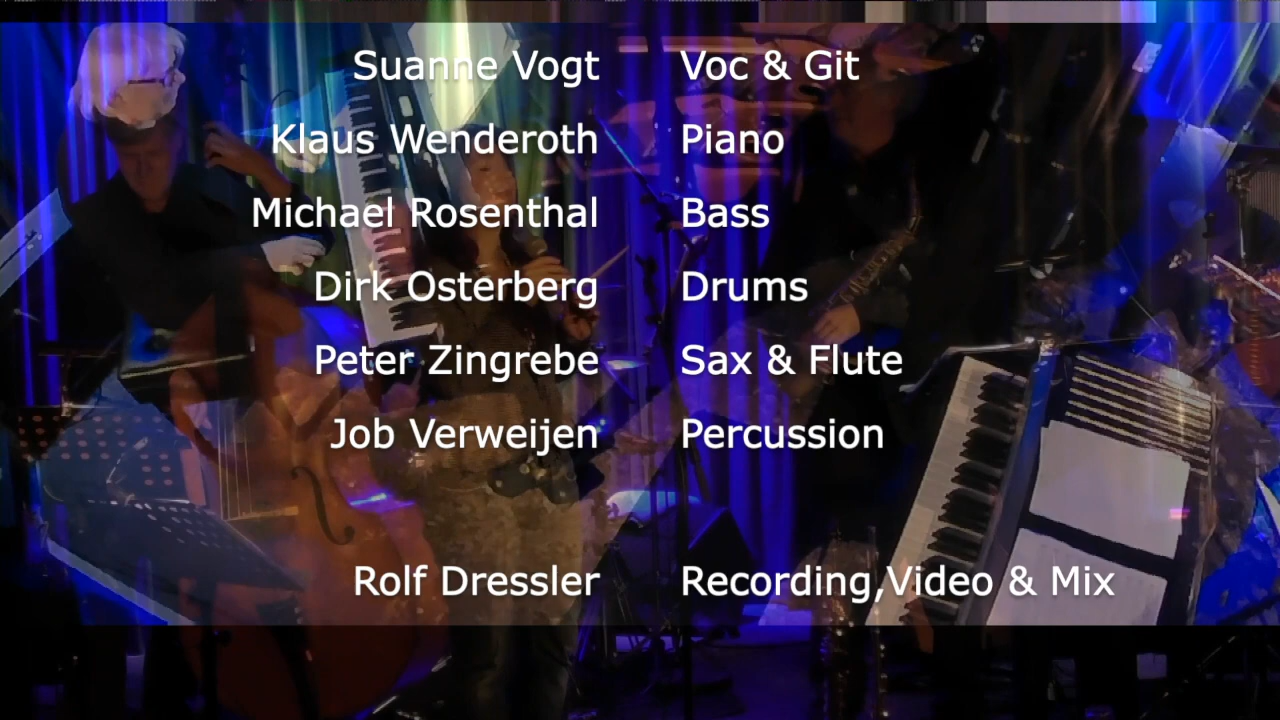 Suanne Vogt Voc & Git
Klaus Wenderoth Piano
Michael Rosenthal Bass
Dirk Osterberg Drums
Peter Zingrebe Sax & Flute
Job Verweijen Percussion
Rolf Dressler Recording,Video & Mix